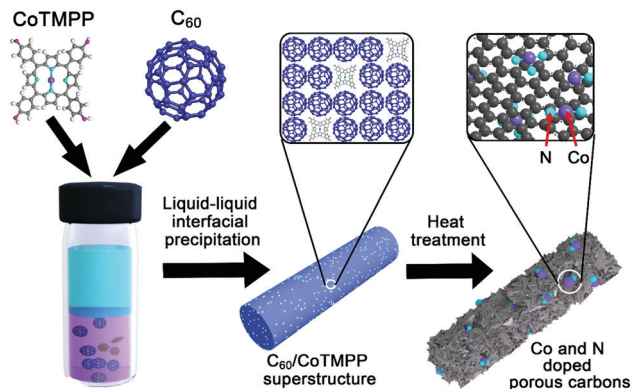 CoTMPP
C60
Liquid-liquid
interfacial
precipitation
C60/CoTMPP
superstructure
Heat
treatment
N
Co
Co and N
doped
porous carbons